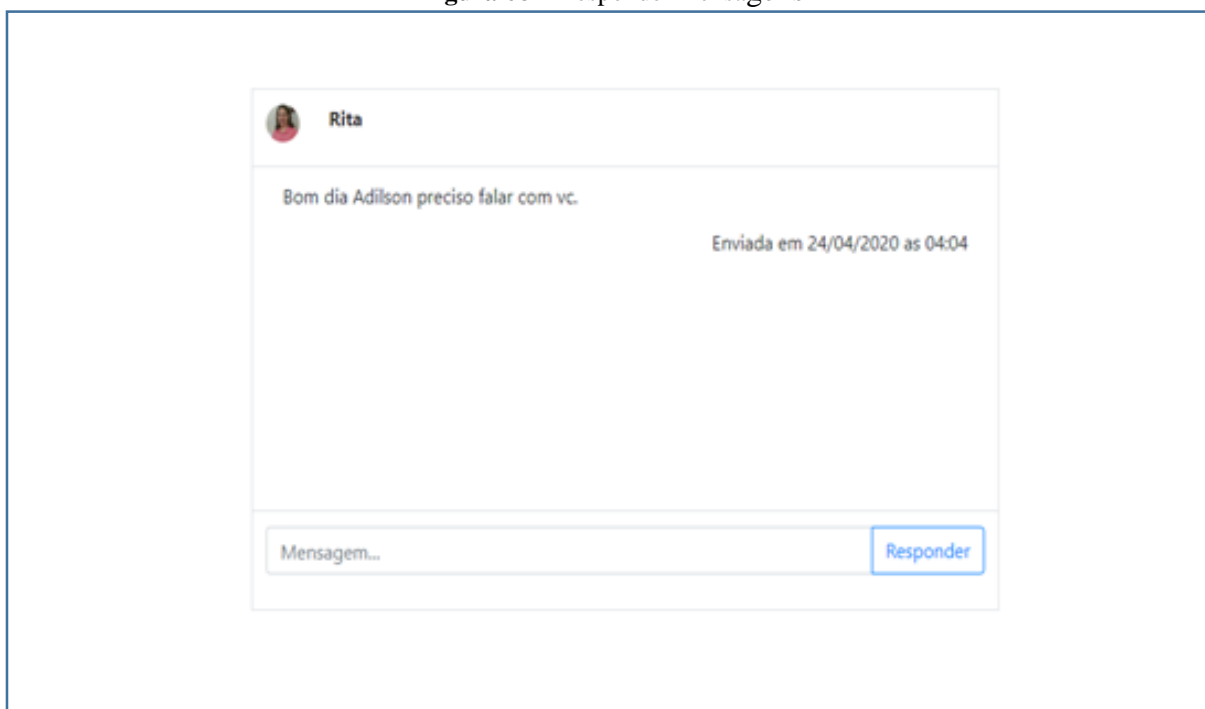 Rita
Bom dia Adilson preciso falar com vc.
Enviada em 24/04/2020 as 04:04
Mensagem...
Responder